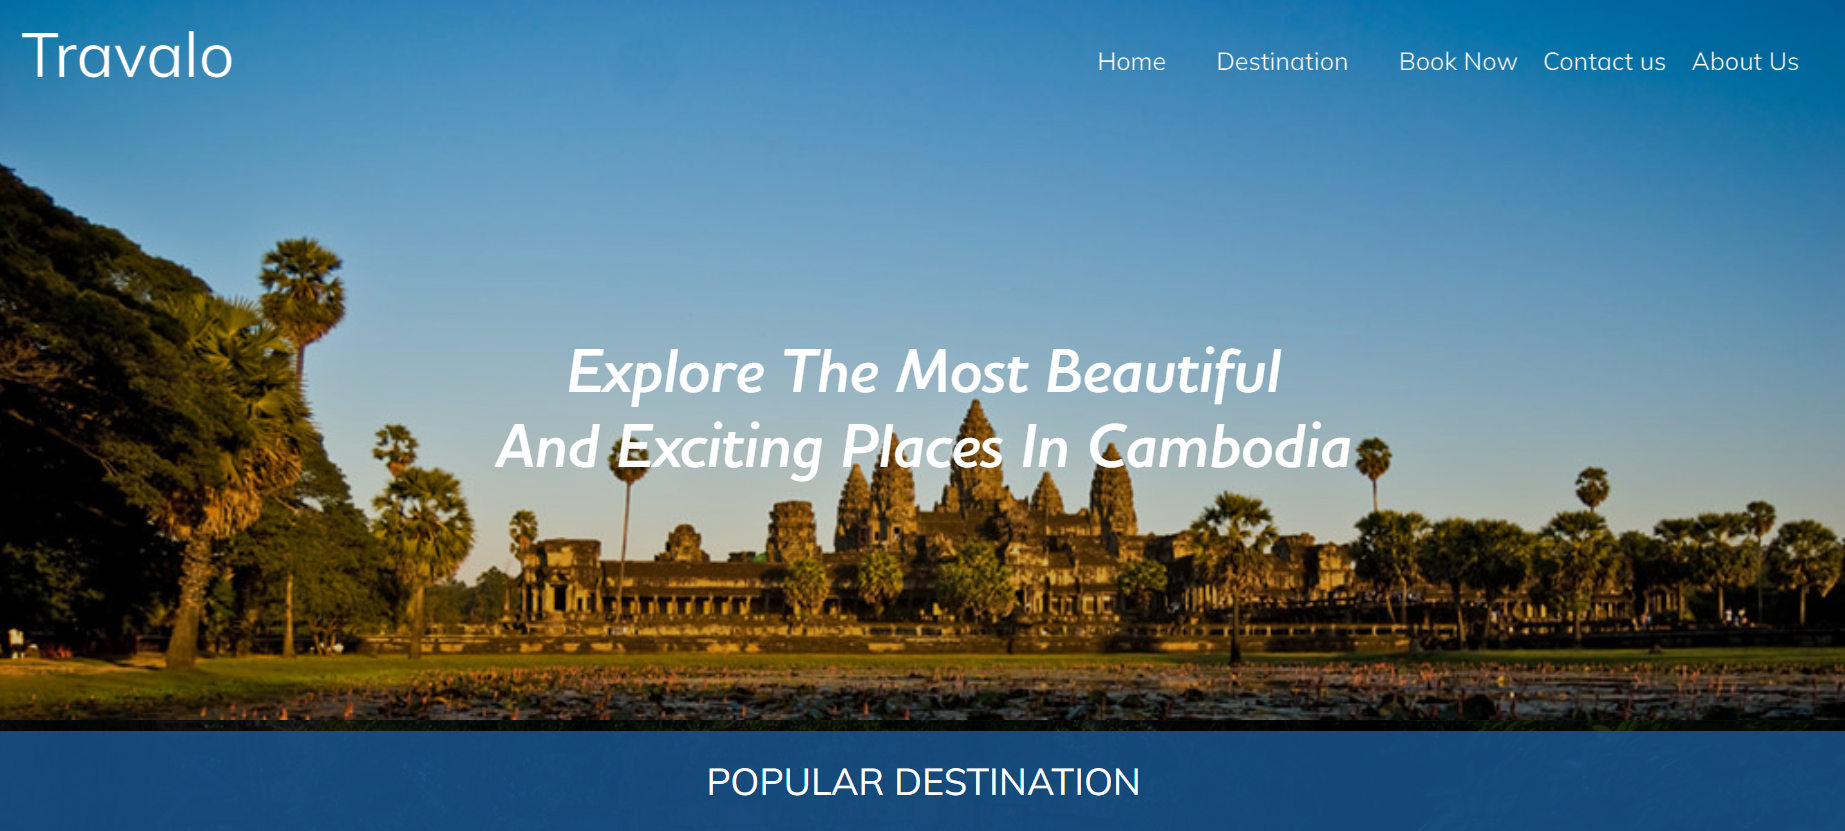 Travalo
Home Destination Book Now Contact us About Us
Explore The Most Beautiful
And Exciting Places In Cambodia
POPULAR DESTINATION